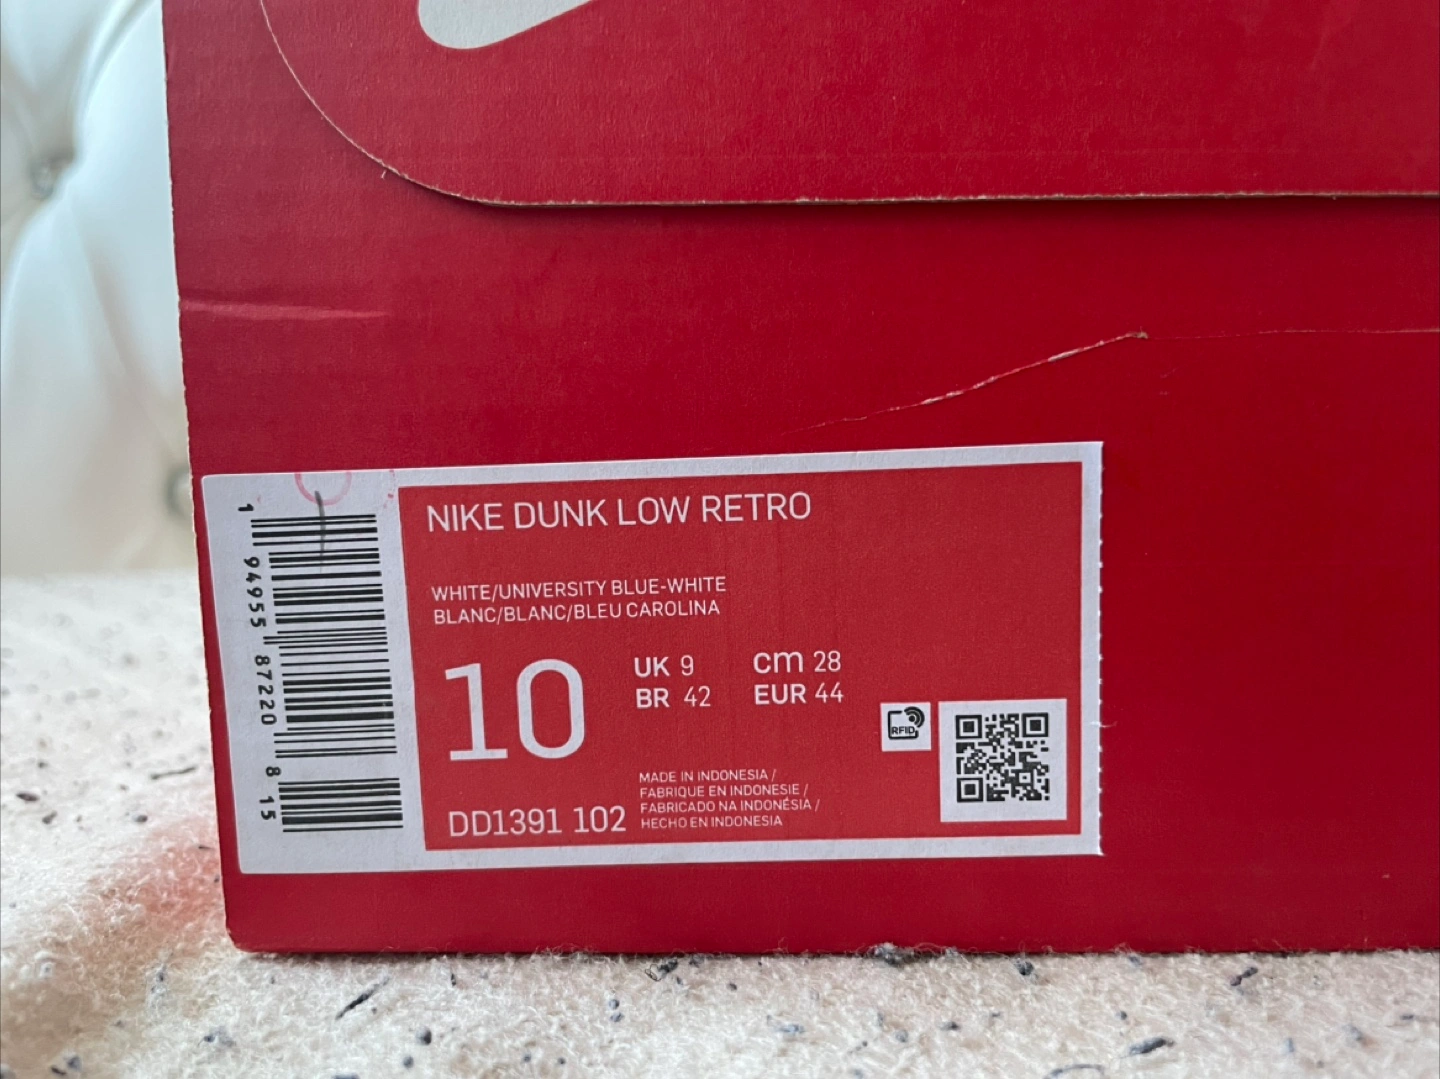 NIKE DUNK LOW RETRO
WHITE/UNIVERSITY BLUE-WHITE
BLANC/BLANC/BLEU CAROLINA
10
UK 9
cm 28
BR 42
EUR 44
RFID
MADE IN INDONESIA /
FABRIQUE EN INDONESIE /
FABRICADO NA INDONÉSIA /
HECHO EN INDONESIA
DD1391 102
1 94955 87220 8 15